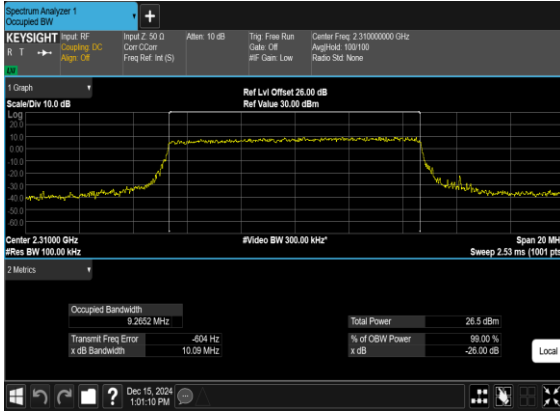 Spectrum Analyzer 1
Occupied BW
+
KEYSIGHT Input: RF Input Z: 50 Ω Atten: 10 dB Trig: Free Run Center Freq: 2.310000000 GHz
R T Coupling: DC Corr CCorr Gate: Off Avg|Hold: 100/100
Align: Off Freq Ref: Int (S) #IF Gain: Low Radio Std: None
1 Graph
Ref Lvl Offset 26.00 dB
Scale/Div 10.0 dB Ref Value 30.00 dBm
Log
20.0
10.0
0.00
-10.0
-20.0
-30.0
-40.0
-50.0
-60.0
Center 2.31000 GHz #Video BW 300.00 kHz* Span 20 MH
#Res BW 100.00 kHz Sweep 2.53 ms (1001 pts
2 Metrics
Occupied Bandwidth
9.2652 MHz Total Power 26.5 dBm
Transmit Freq Error -604 Hz % of OBW Power 99.00 %
x dB Bandwidth 10.09 MHz x dB -26.00 dB
Local
? Dec 15, 2024
1:01:10 PM